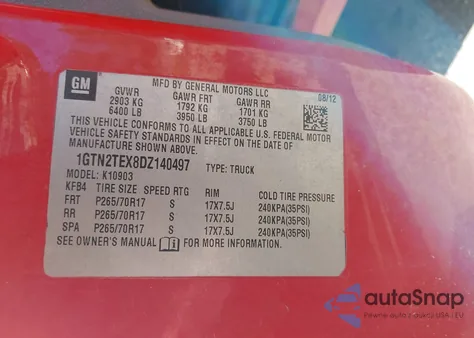 GM
MFD BY GENERAL MOTORS LLC
08/12
GVWR GAWR FRT GAWR RR
2903 KG 1792 KG 1701 KG
6400 LB 3950 LB 3750 LB
THIS VEHICLE CONFORMS TO ALL APPLICABLE U.S. FEDERAL MOTOR
VEHICLE SAFETY STANDARDS IN EFFECT ON THE DATE OF
MANUFACTURE SHOWN ABOVE.
1GTN2TEX8DZ140497 TYPE: TRUCK
MODEL: K10903
KFB4 TIRE SIZE SPEED RTG RIM COLD TIRE PRESSURE
FRT P265/70R17 S 17X7.5J 240KPA(35PSI)
RR P265/70R17 S 17X7.5J 240KPA(35PSI)
SPA P265/70R17 S 17X7.5J 240KPA(35PSI)
SEE OWNER'S MANUAL FOR MORE INFORMATION.
autaSnap
USA i EU